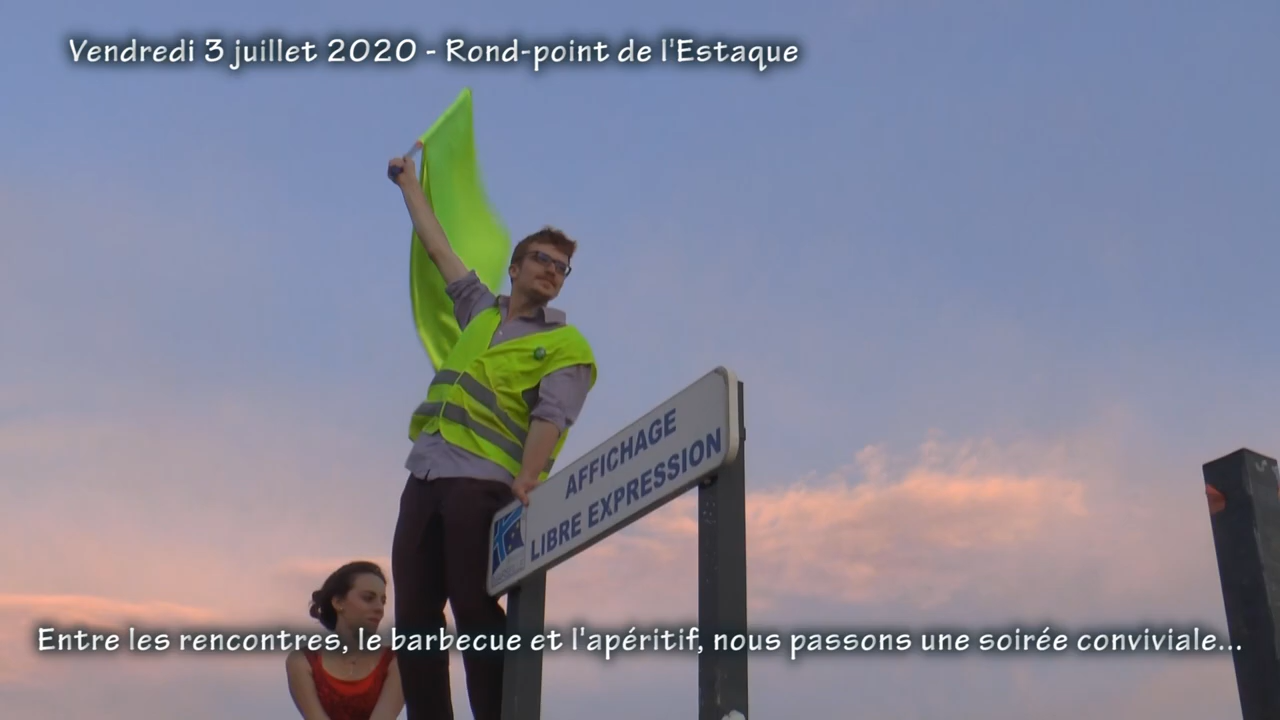 Vendredi 3 juillet 2020 - Rond-point de l'Estaque
AFFICHAGE
LIBRE EXPRESSION
Entre les rencontres, le barbecue et l'apéritif, nous passons une soirée conviviale...